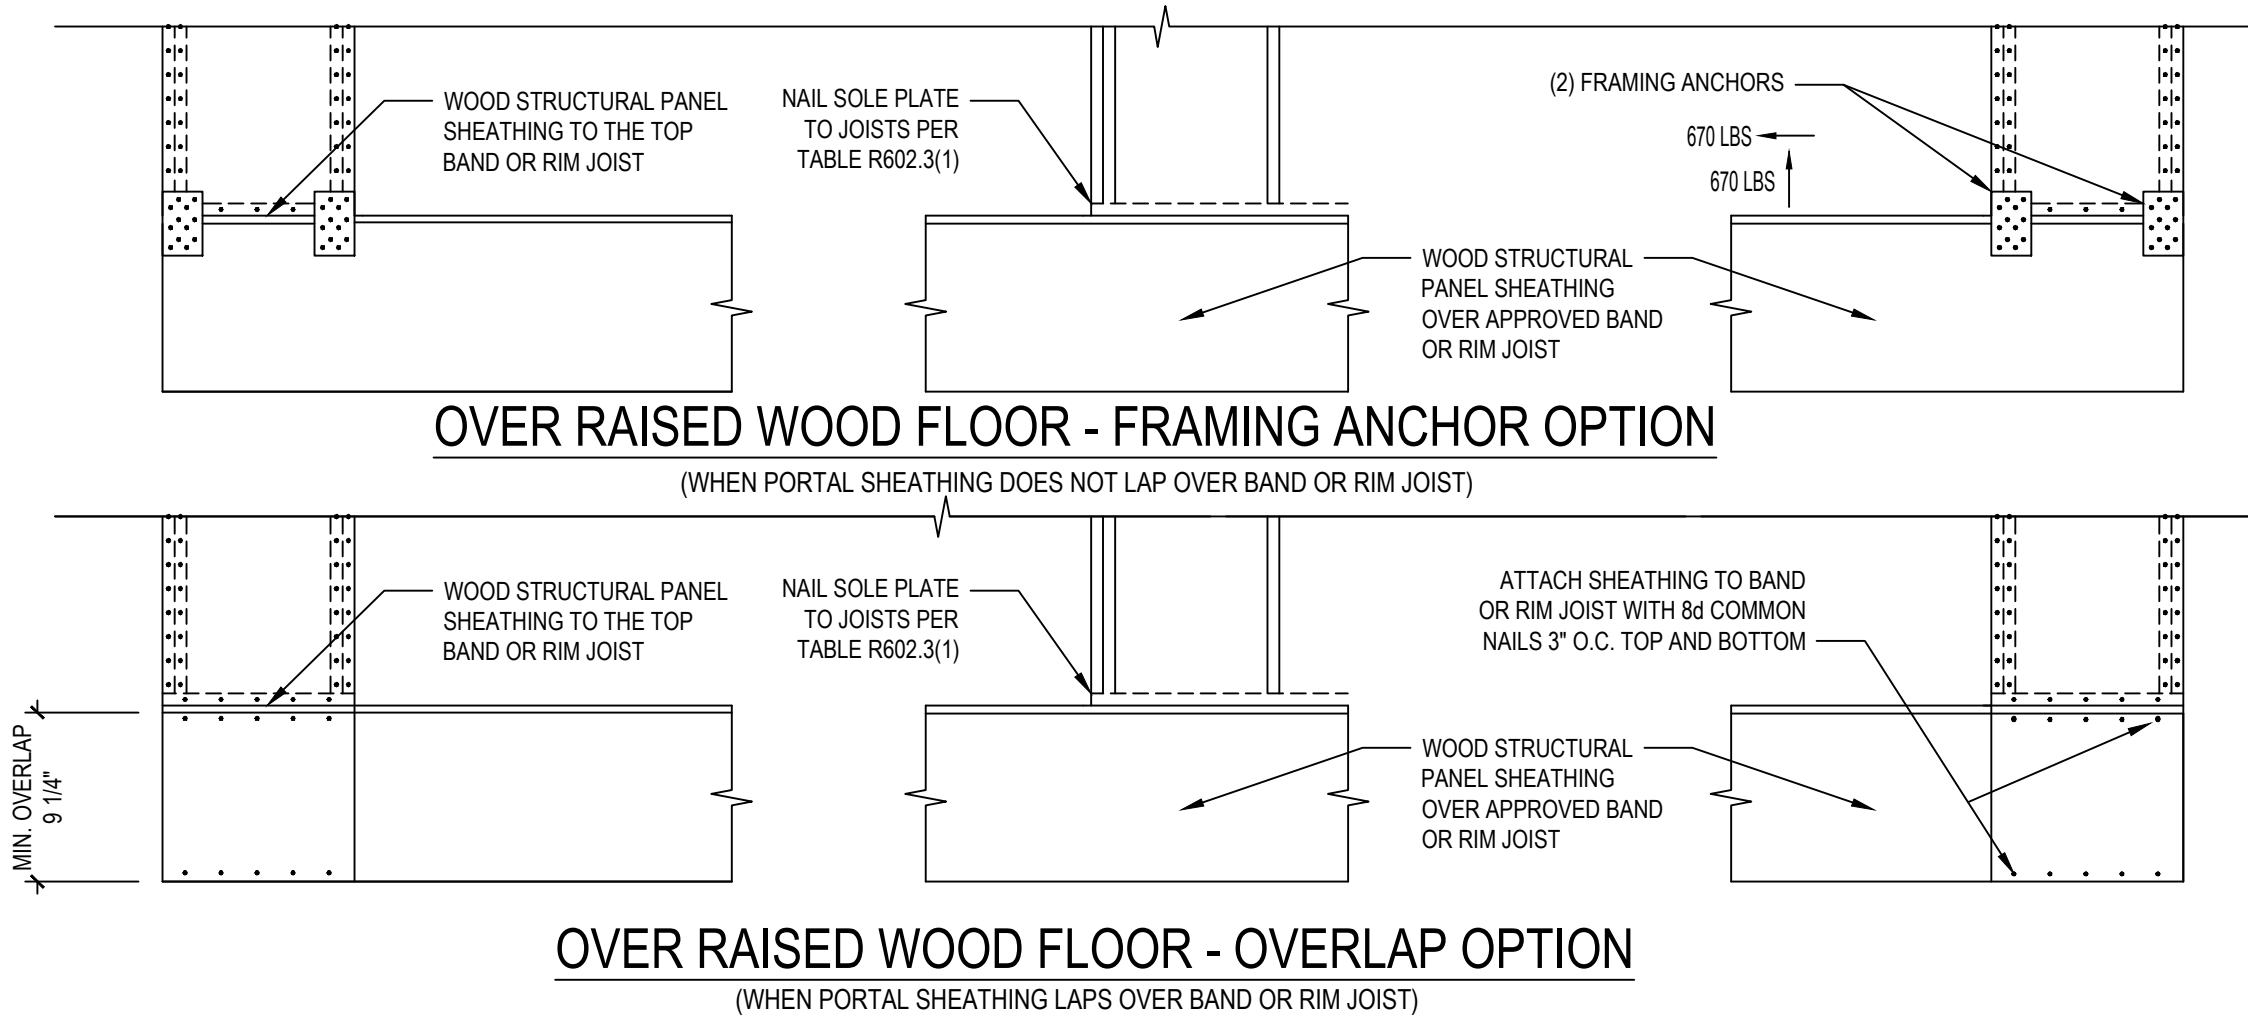 WOOD STRUCTURAL PANEL
SHEATHING TO THE TOP
BAND OR RIM JOIST
NAIL SOLE PLATE
TO JOISTS PER
TABLE R602.3(1)
(2) FRAMING ANCHORS
670 LBS
670 LBS
WOOD STRUCTURAL
PANEL SHEATHING
OVER APPROVED BAND
OR RIM JOIST
OVER RAISED WOOD FLOOR - FRAMING ANCHOR OPTION
(WHEN PORTAL SHEATHING DOES NOT LAP OVER BAND OR RIM JOIST)
WOOD STRUCTURAL PANEL
SHEATHING TO THE TOP
BAND OR RIM JOIST
NAIL SOLE PLATE
TO JOISTS PER
TABLE R602.3(1)
ATTACH SHEATHING TO BAND
OR RIM JOIST WITH 8d COMMON
NAILS 3" O.C. TOP AND BOTTOM
MIN. OVERLAP
9 1/4"
WOOD STRUCTURAL
PANEL SHEATHING
OVER APPROVED BAND
OR RIM JOIST
OVER RAISED WOOD FLOOR - OVERLAP OPTION
(WHEN PORTAL SHEATHING LAPS OVER BAND OR RIM JOIST)